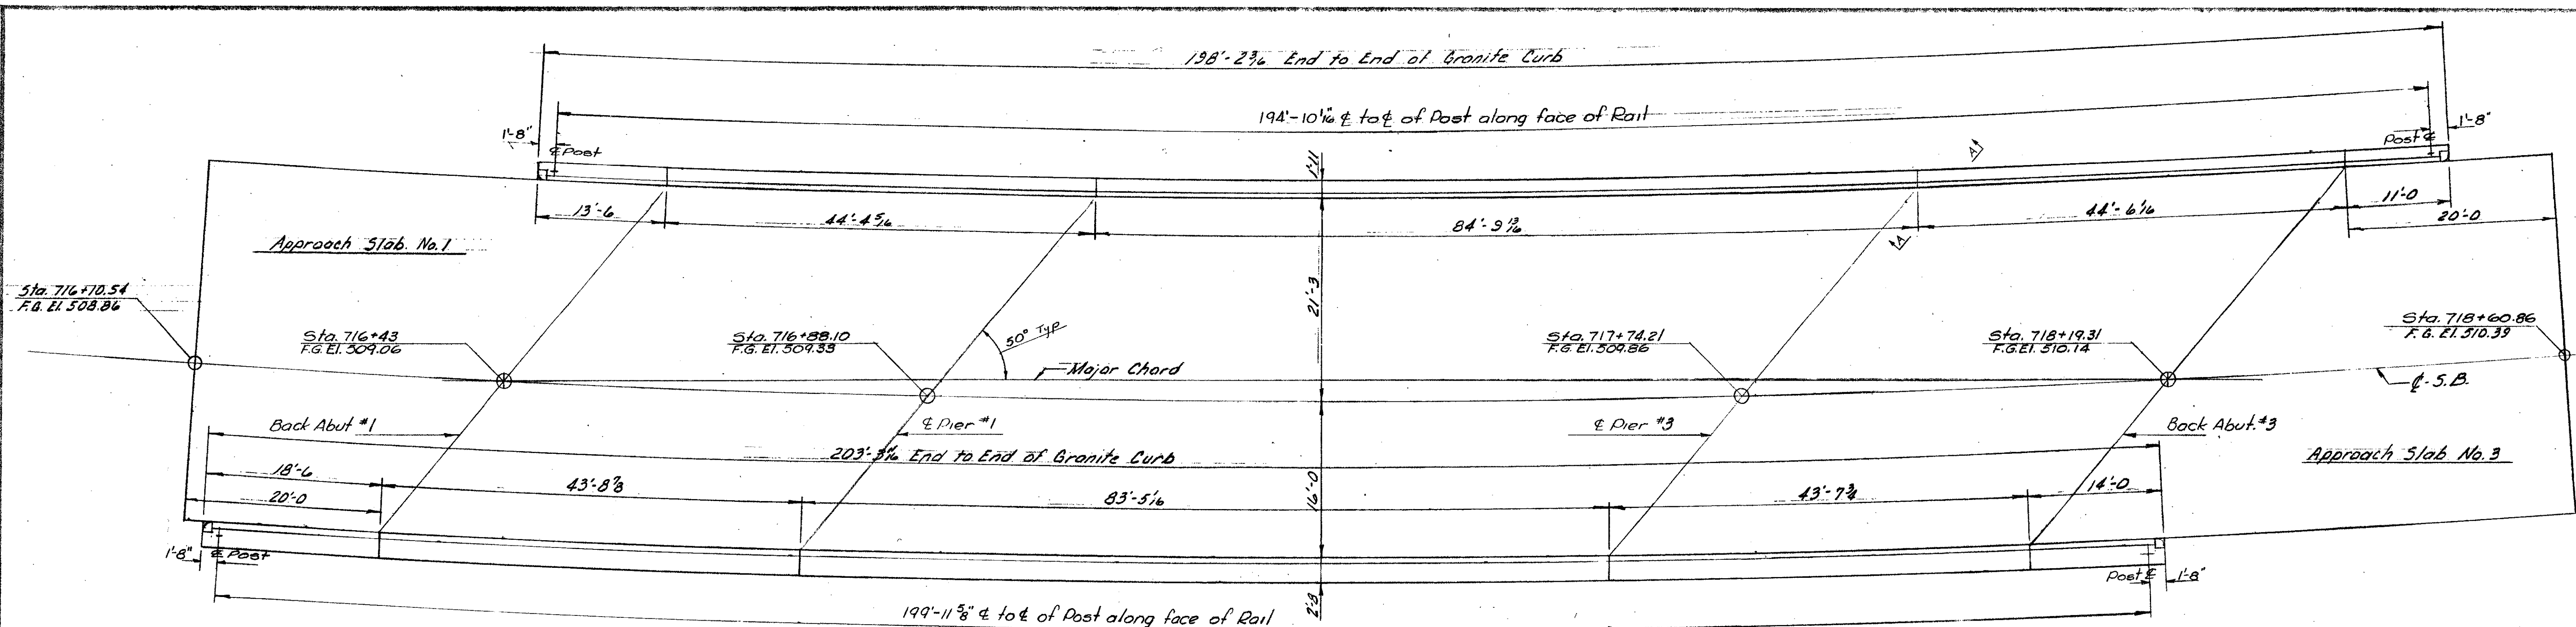 198'-2 3/16 End to End of Granite Curb
194'-10 1/16" ℄ to ℄ of Post along face of Rail
1'-8"
℄ Post
1'-11
A
Post ℄
1'-8"
13'-6
44'-4 5/16
84'-9 13/16
A
44'-6 1/16
11'-0
20'-0
Approach Slab. No. 1
21'-3
Sta. 716+10.54
F.G. El. 508.86
Sta. 716+43
F.G. El. 509.06
Sta. 716+88.10
F.G. El. 509.33
50° Typ
Major Chord
Sta. 717+74.21
F.G. El. 509.86
Sta. 718+19.31
F.G. El. 510.14
Sta. 718+60.86
F.G. El. 510.39
℄-S.B.
Back Abut #1
℄ Pier #1
℄ Pier #3
Back Abut. #3
End to End of Granite Curb
Approach Slab No. 3
18'-6
20'-0
43'-8 7/8
83'-5 1/16
16'-0
43'-7 3/4
14'-0
1'-8"
℄ Post
2'-3
Post ℄
1'-8"
199'-11 5/8" ℄ to ℄ of Post along face of Rail